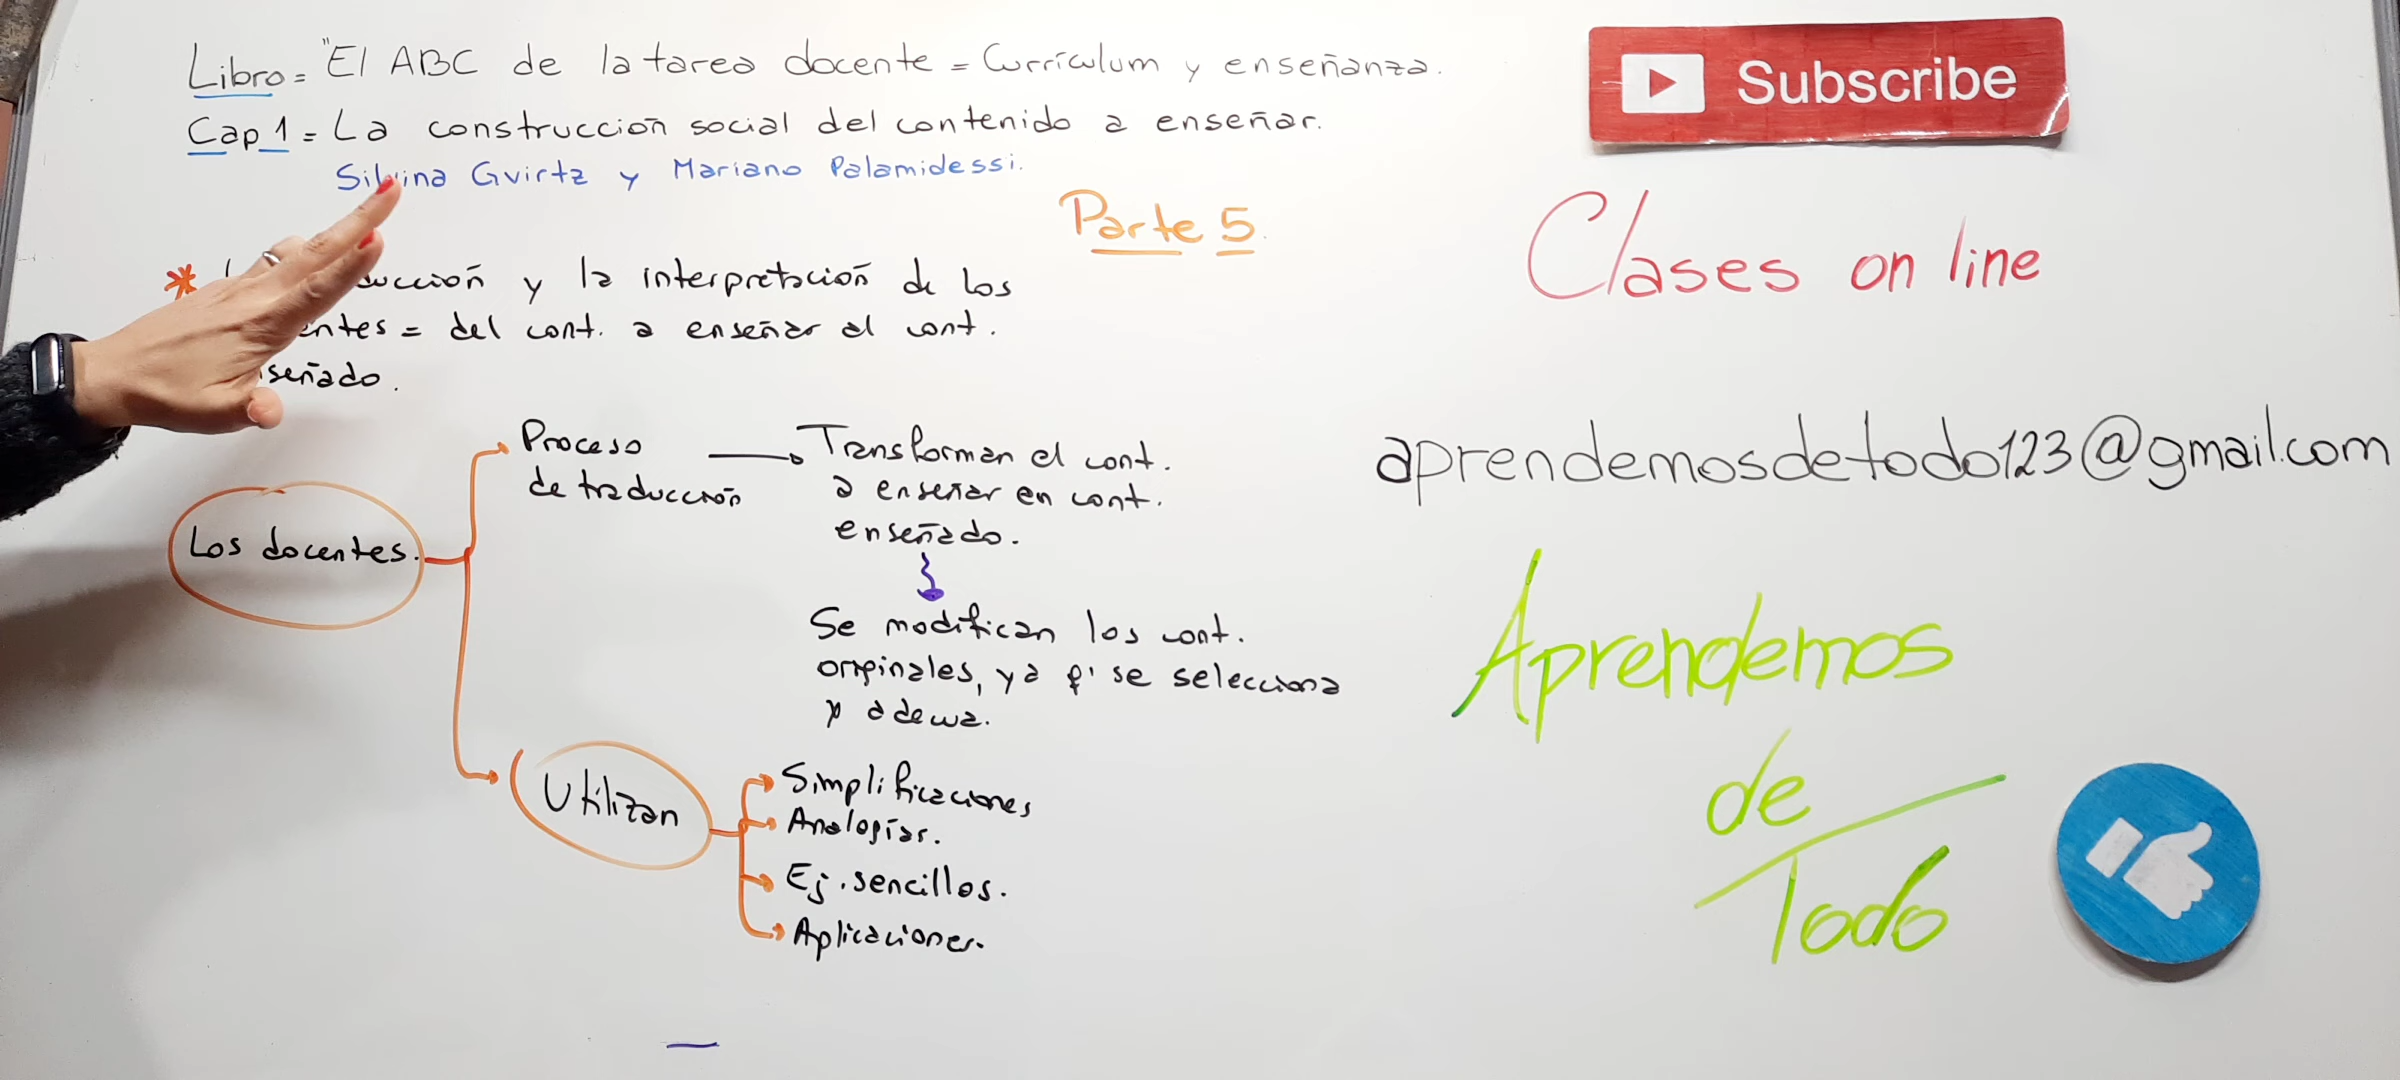 Libro = "El ABC de la tarea docente = Currículum y enseñanza.
Cap 1 = La construcción social del contenido a enseñar.
Silvina Gvirtz y Mariano Palamidessi.
Parte 5.
y la interpretación de los
= del cont. a enseñar al cont.
Los docentes.
Proceso
de traducción
Transforman el cont.
a enseñar en cont.
enseñado.
Se modifican los cont.
originales, ya q' se selecciona
y adecua.
Utilizan
Simplificaciones
Analogías.
Ej. sencillos.
Aplicaciones.
Subscribe
Clases on line
aprendemosdetodo123@gmail.com
Aprendemos
de
Todo